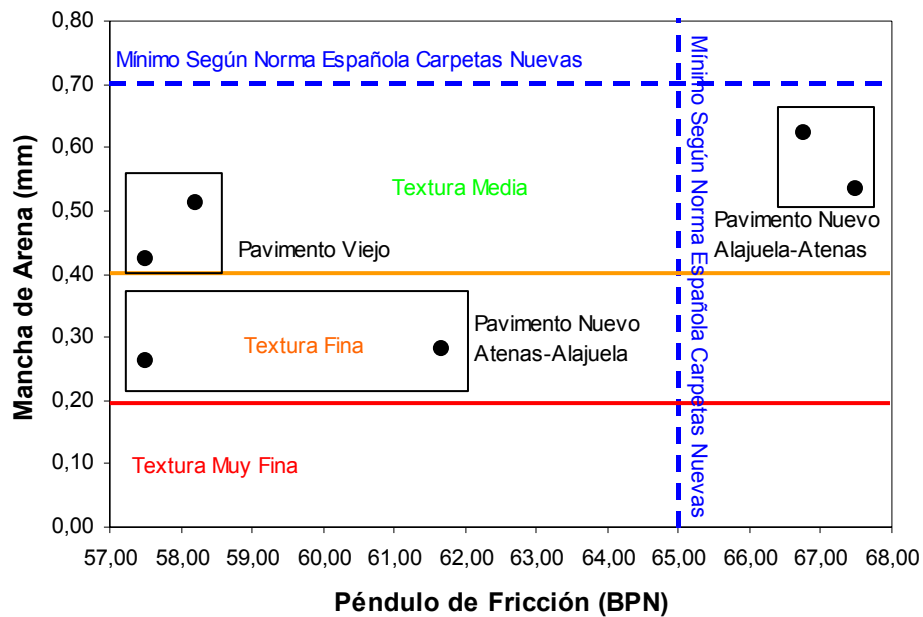 0,80
0,70
0,60
0,50
0,40
0,30
0,20
0,10
0,00
Mancha de Arena (mm)
Mínimo Según Norma Española Carpetas Nuevas
Mínimo Según Norma Española Carpetas Nuevas
Textura Media
Pavimento Viejo
Pavimento Nuevo
Alajuela-Atenas
Textura Fina
Pavimento Nuevo
Atenas-Alajuela
Textura Muy Fina
57,00 58,00 59,00 60,00 61,00 62,00 63,00 64,00 65,00 66,00 67,00 68,00
Péndulo de Fricción (BPN)